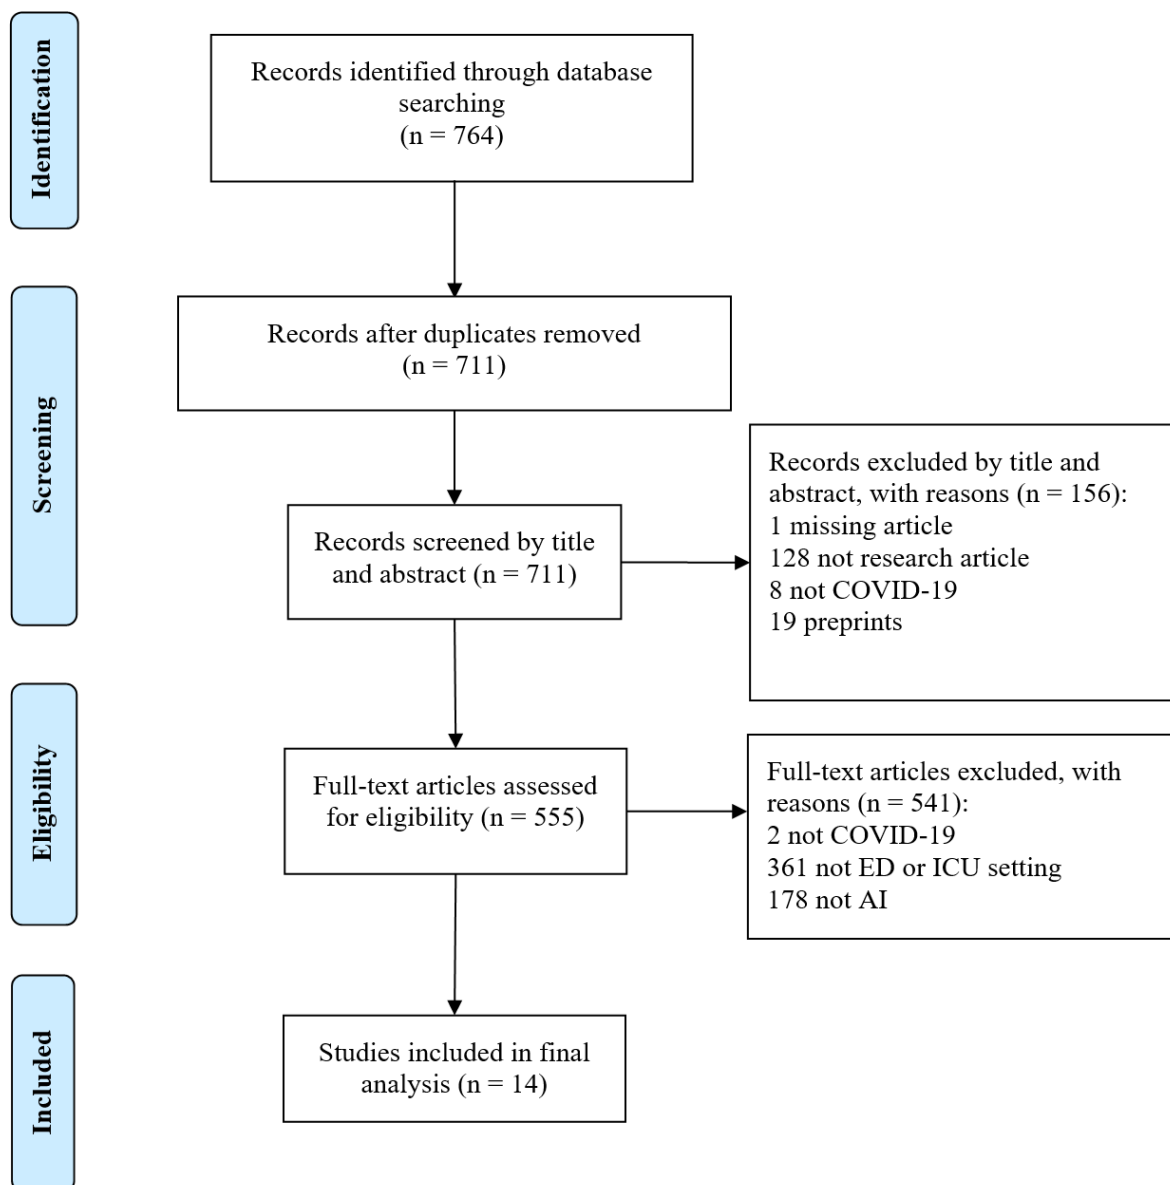 Identification
Records identified through database
searching
(n = 764)
Screening
Records after duplicates removed
(n = 711)
Records screened by title
and abstract (n = 711)
Records excluded by title and
abstract, with reasons (n = 156):
1 missing article
128 not research article
8 not COVID-19
19 preprints
Eligibility
Full-text articles assessed
for eligibility (n = 555)
Full-text articles excluded, with
reasons (n = 541):
2 not COVID-19
361 not ED or ICU setting
178 not AI
Included
Studies included in final
analysis (n = 14)